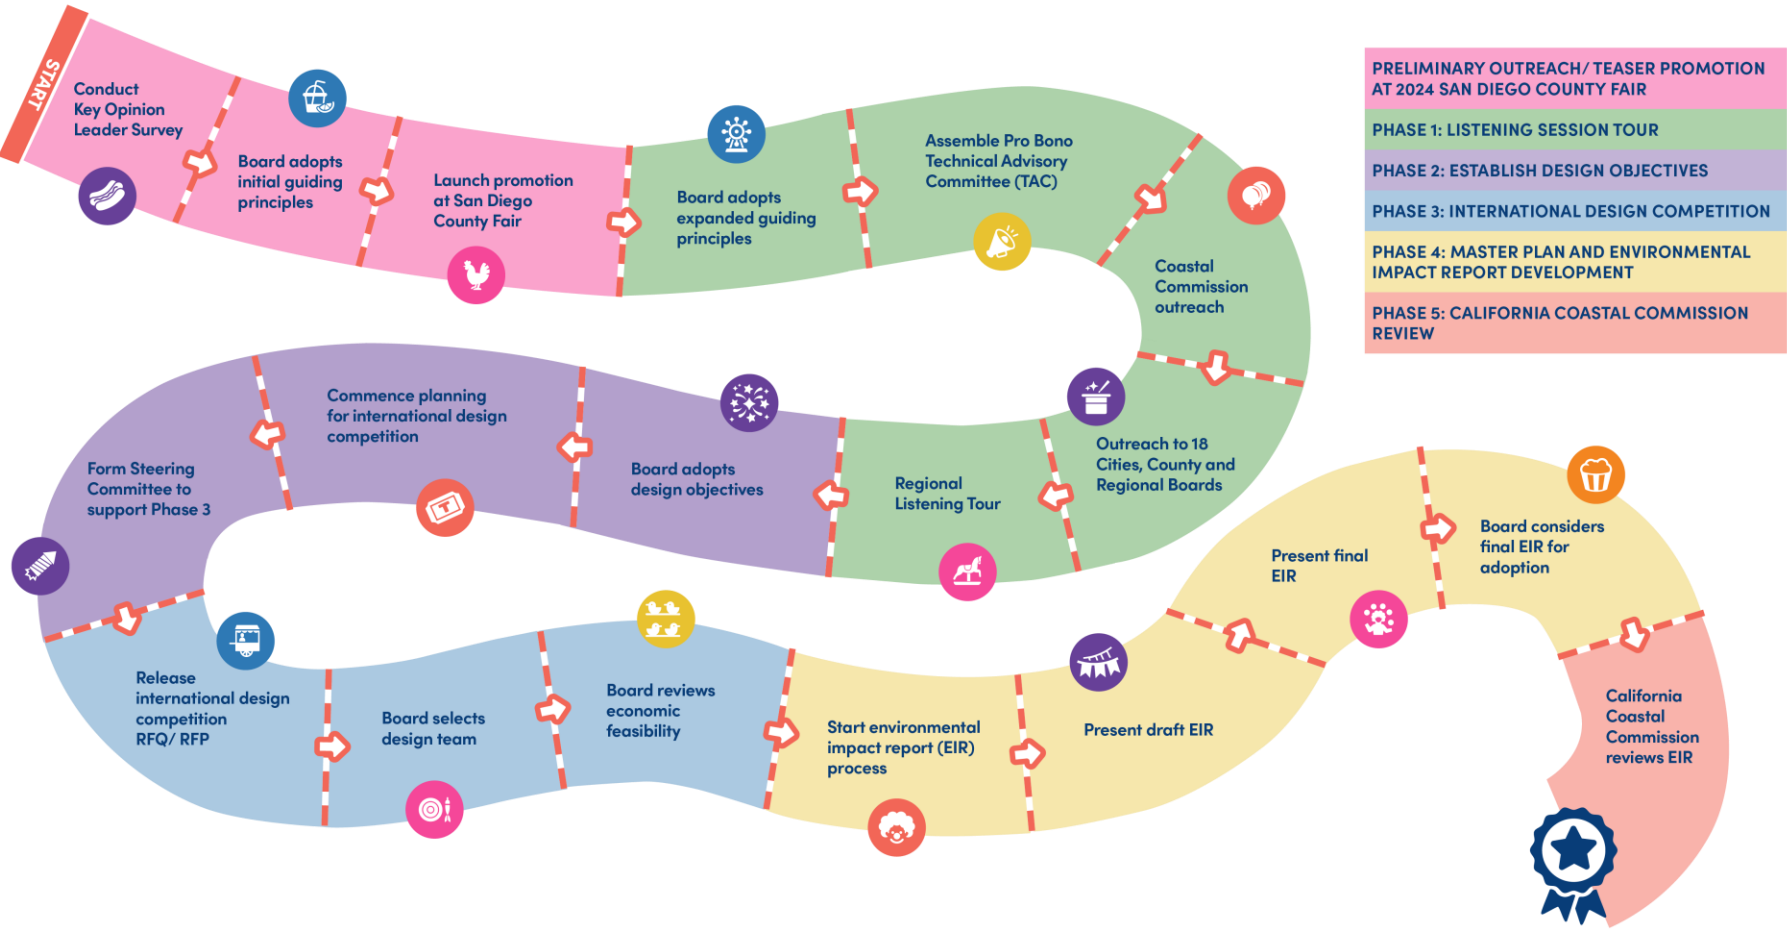 START
Conduct
Key Opinion
Leader Survey
Board adopts
initial guiding
principles
Launch promotion
at San Diego
County Fair
Board adopts
expanded guiding
principles
Assemble Pro Bono
Technical Advisory
Committee (TAC)
Coastal
Commission
outreach
Outreach to 18
Cities, County and
Regional Boards
Regional
Listening Tour
Board adopts
design objectives
Commence planning
for international design
competition
Form Steering
Committee to
support Phase 3
Release
international design
competition
RFQ/ RFP
Board selects
design team
Board reviews
economic
feasibility
Start environmental
impact report (EIR)
process
Present draft EIR
Present final
EIR
Board considers
final EIR for
adoption
California
Coastal
Commission
reviews EIR
PRELIMINARY OUTREACH/ TEASER PROMOTION
AT 2024 SAN DIEGO COUNTY FAIR
PHASE 1: LISTENING SESSION TOUR
PHASE 2: ESTABLISH DESIGN OBJECTIVES
PHASE 3: INTERNATIONAL DESIGN COMPETITION
PHASE 4: MASTER PLAN AND ENVIRONMENTAL
IMPACT REPORT DEVELOPMENT
PHASE 5: CALIFORNIA COASTAL COMMISSION
REVIEW